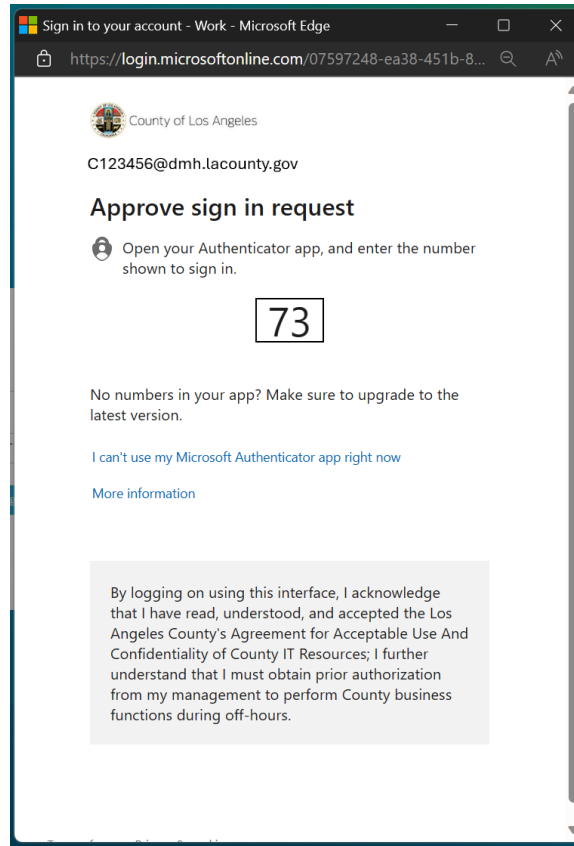 Sign in to your account - Work - Microsoft Edge
https://login.microsoftonline.com/07597248-ea38-451b-8...
County of Los Angeles
C123456@dmh.lacounty.gov
Approve sign in request
Open your Authenticator app, and enter the number
shown to sign in.
73
No numbers in your app? Make sure to upgrade to the
latest version.
I can't use my Microsoft Authenticator app right now
More information
By logging on using this interface, I acknowledge
that I have read, understood, and accepted the Los
Angeles County's Agreement for Acceptable Use And
Confidentiality of County IT Resources; I further
understand that I must obtain prior authorization
from my management to perform County business
functions during off-hours.